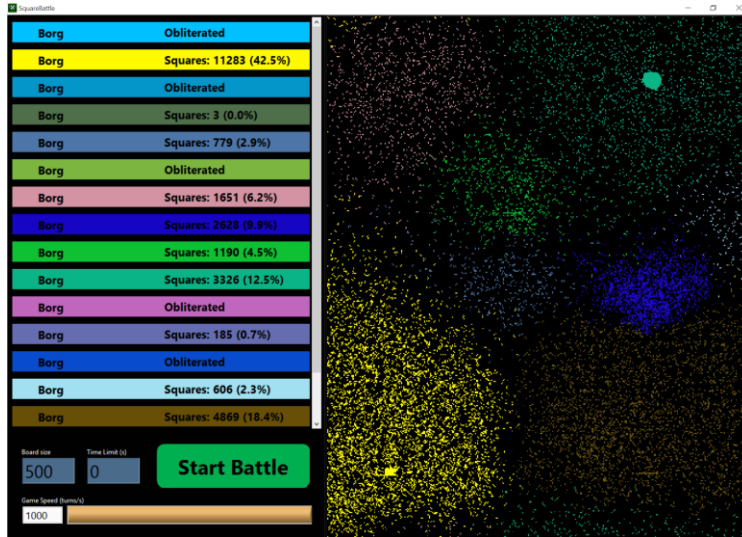 SquareBattle
Borg Obliterated
Borg Squares: 11283 (42.5%)
Borg Obliterated
Borg Squares: 3 (0.0%)
Borg Squares: 779 (2.9%)
Borg Obliterated
Borg Squares: 1651 (6.2%)
Borg Squares: 2628 (9.9%)
Borg Squares: 1190 (4.5%)
Borg Squares: 3326 (12.5%)
Borg Obliterated
Borg Squares: 185 (0.7%)
Borg Obliterated
Borg Squares: 606 (2.3%)
Borg Squares: 4869 (18.4%)
Board size Time Limit (s)
500 0 Start Battle
Game Speed (turns/s)
1000